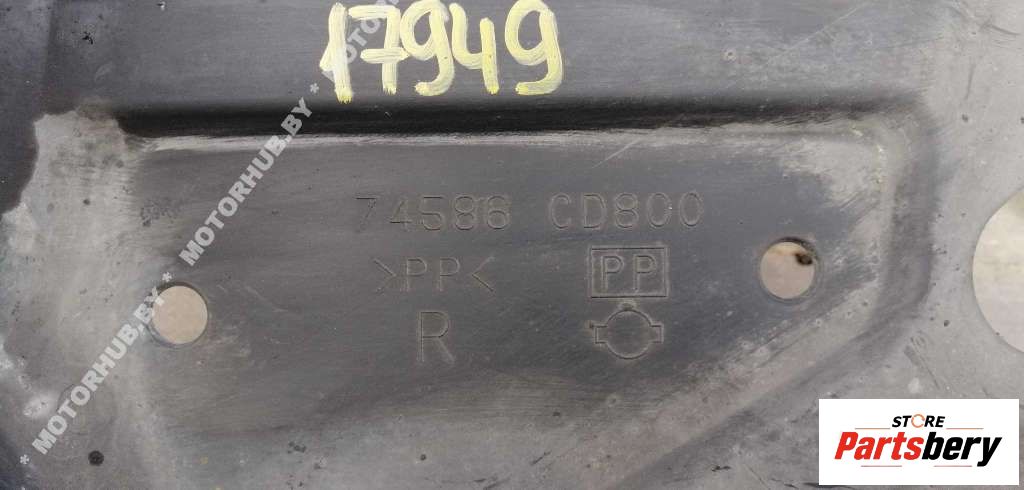 17949
* MOTORHUB.BY * MOTORHUB.BY * MOTORHUB.BY *
74586 CD800
>PP< PP
R
STORE
Partsbery